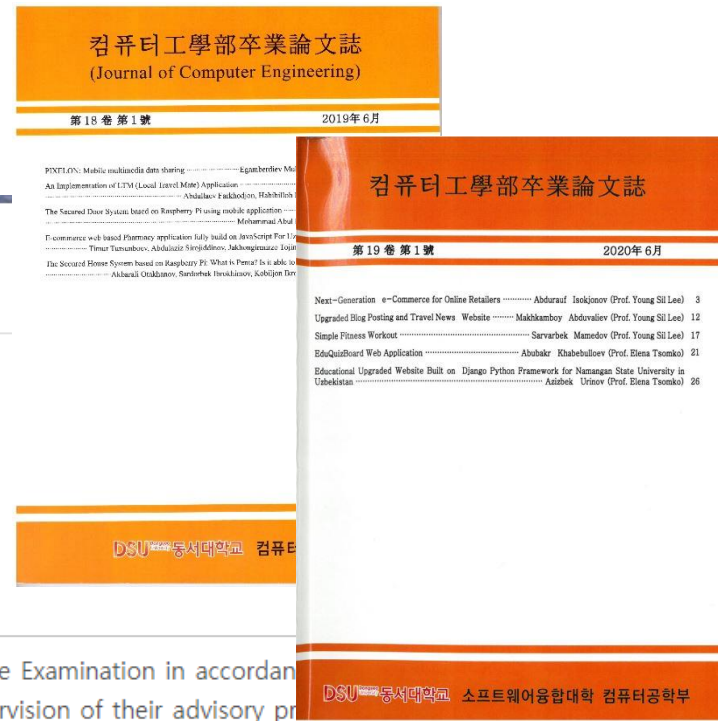 컴퓨터工學部卒業論文誌
(Journal of Computer Engineering)
第18卷 第1號 2019年 6月
PIXELON: Mobile multimedia data sharing ············ Egamberdiev
An Implementation of LTM (Local Travel Mate) Application ············
············ Abdullaev Farkhodjon, Habibilloh
The Secured Door System based on Raspberry Pi using mobile application ············
············ Mohammad Abul
E-commerce web based Pharmacy application fully build on JavaScript For
············ Timur Tursunboev, Abdulaziz Sirojiddinov, Jakhongirmirzo
The Secured House System based on Raspberry Pi: What is Perna? Is it able to
············ Akbarali Otakhanov, Sardorbek Ibrokhimov, Kobiljon
DSU 동서대학교 컴퓨터
컴퓨터工學部卒業論文誌
第19卷 第1號 2020年 6月
Next-Generation e-Commerce for Online Retailers ············ Abdurauf Isokjonov (Prof. Young Sil Lee) 3
Upgraded Blog Posting and Travel News Website ········ Makhkamboy Abduvaliev (Prof. Young Sil Lee) 12
Simple Fitness Workout ············ Sarvarbek Mamedov (Prof. Young Sil Lee) 17
EduQuizBoard Web Application ············ Abubakr Khabebulloev (Prof. Elena Tsomko) 21
Educational Upgraded Website Built on Django Python Framework for Namangan State University in
Uzbekistan ············ Azizbek Urinov (Prof. Elena Tsomko) 26
DSU 동서대학교 소프트웨어융합대학 컴퓨터공학부
e Examination in accordan
rvision of their advisory pr